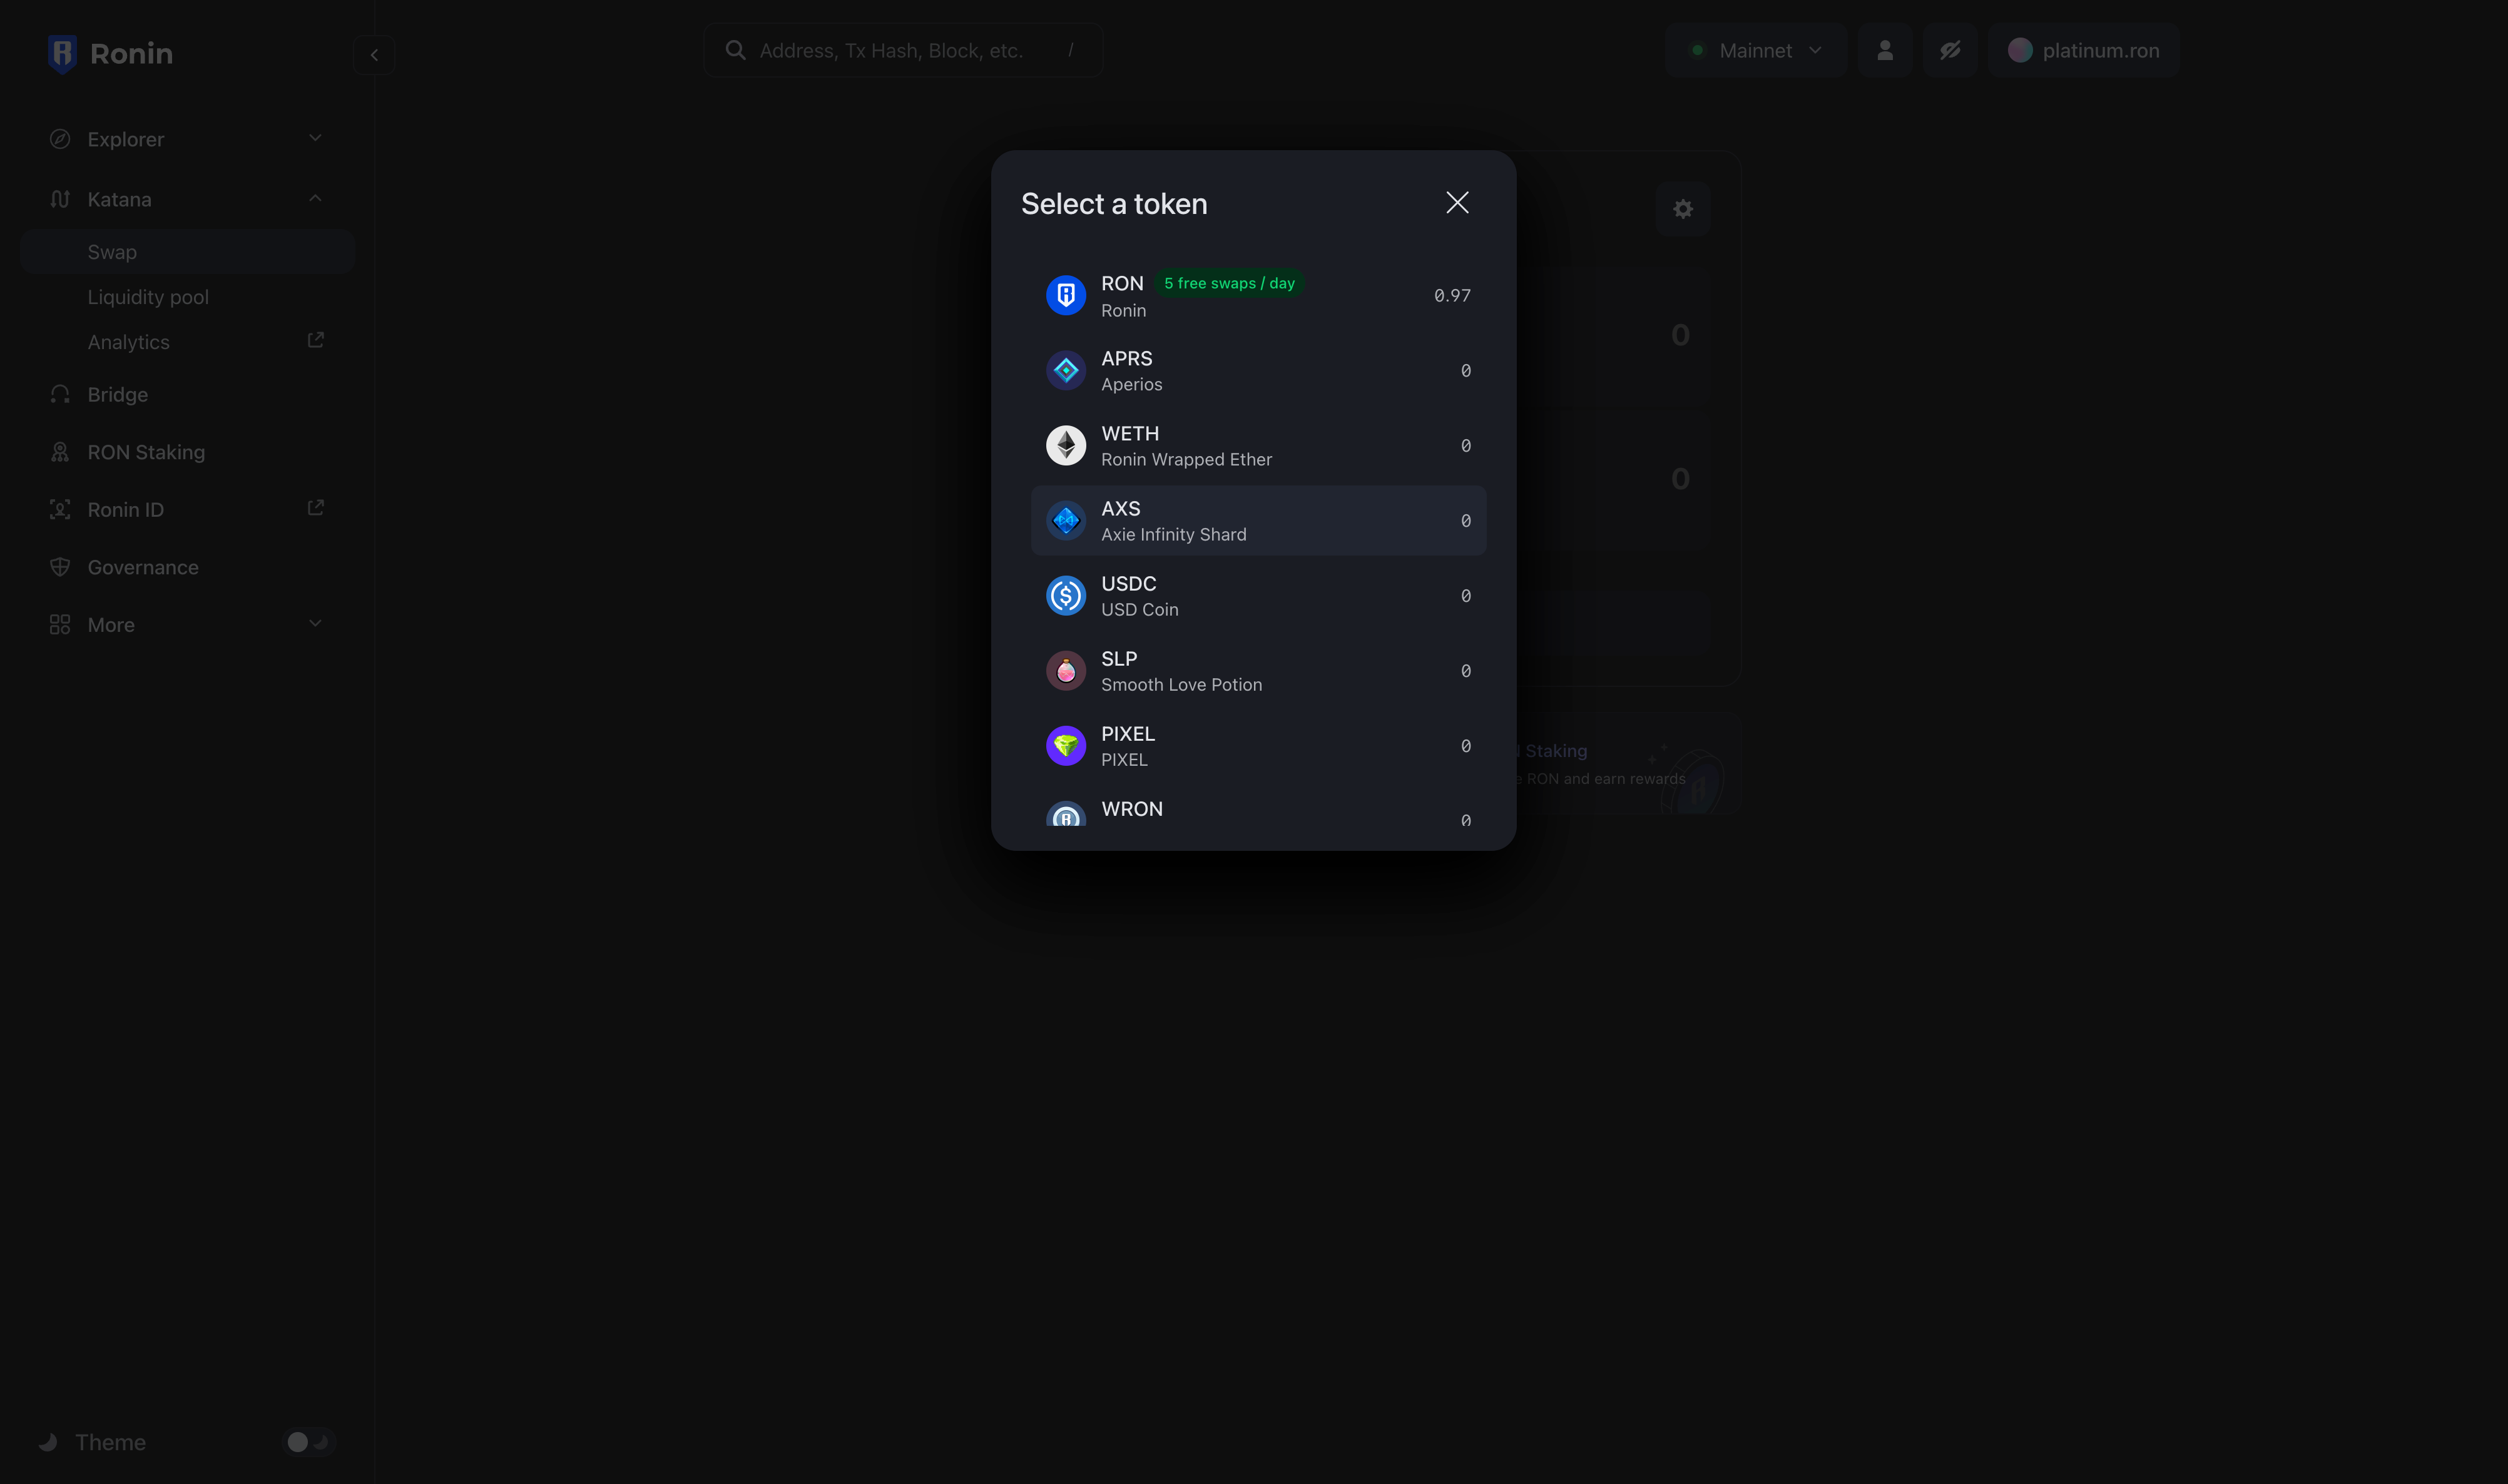 Ronin
Address, Tx Hash, Block, etc.
/
Mainnet
platinum.ron
Explorer
Katana
Swap
Liquidity pool
Analytics
Bridge
RON Staking
Ronin ID
Governance
More
Theme
Select a token
RON
5 free swaps / day
Ronin
0.97
APRS
Aperios
0
WETH
Ronin Wrapped Ether
0
AXS
Axie Infinity Shard
0
USDC
USD Coin
0
SLP
Smooth Love Potion
0
PIXEL
PIXEL
0
WRON
0
0
0
Staking
RON and earn rewards